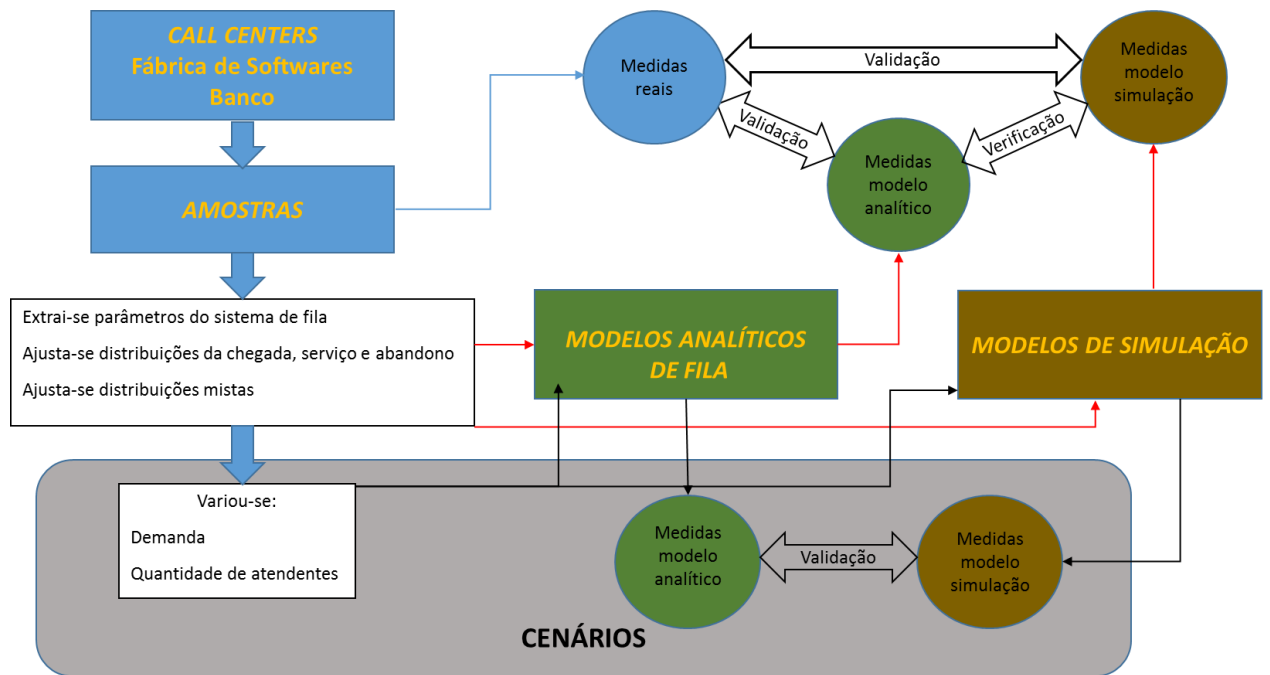 CALL CENTERS
Fábrica de Softwares
Banco
AMOSTRAS
Extrai-se parâmetros do sistema de fila
Ajusta-se distribuições da chegada, serviço e abandono
Ajusta-se distribuições mistas
Medidas
reais
Validação
Medidas
modelo
simulação
Validação
Verificação
Medidas
modelo
analítico
MODELOS ANALÍTICOS
DE FILA
MODELOS DE SIMULAÇÃO
Variou-se:
Demanda
Quantidade de atendentes
Medidas
modelo
analítico
Validação
Medidas
modelo
simulação
CENÁRIOS